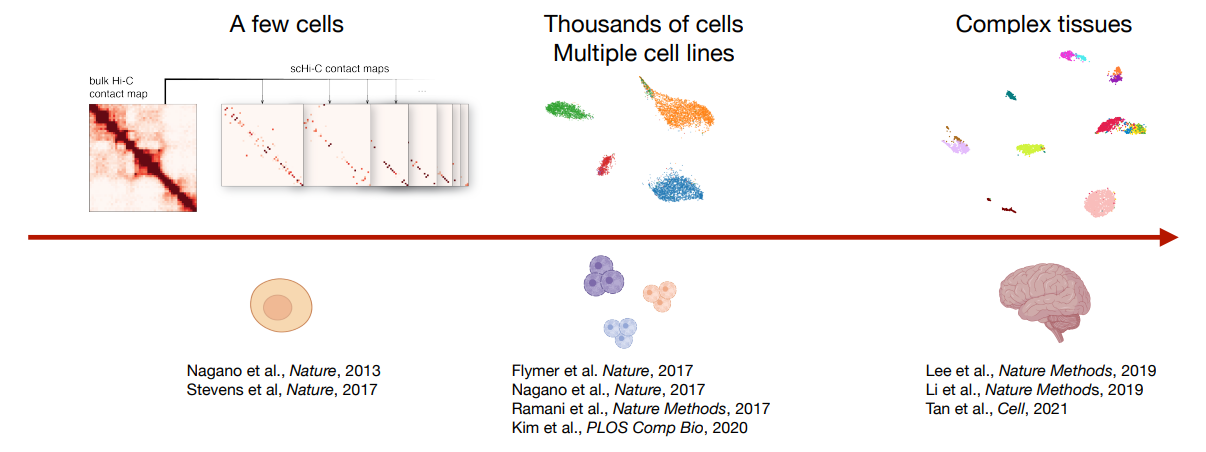 A few cells
Thousands of cells
Multiple cell lines
Complex tissues
scHi-C contact maps
bulk Hi-C
contact map
...
Nagano et al., Nature, 2013
Stevens et al, Nature, 2017
Flymer et al. Nature, 2017
Nagano et al., Nature, 2017
Ramani et al., Nature Methods, 2017
Kim et al., PLOS Comp Bio, 2020
Lee et al., Nature Methods, 2019
Li et al., Nature Methods, 2019
Tan et al., Cell, 2021